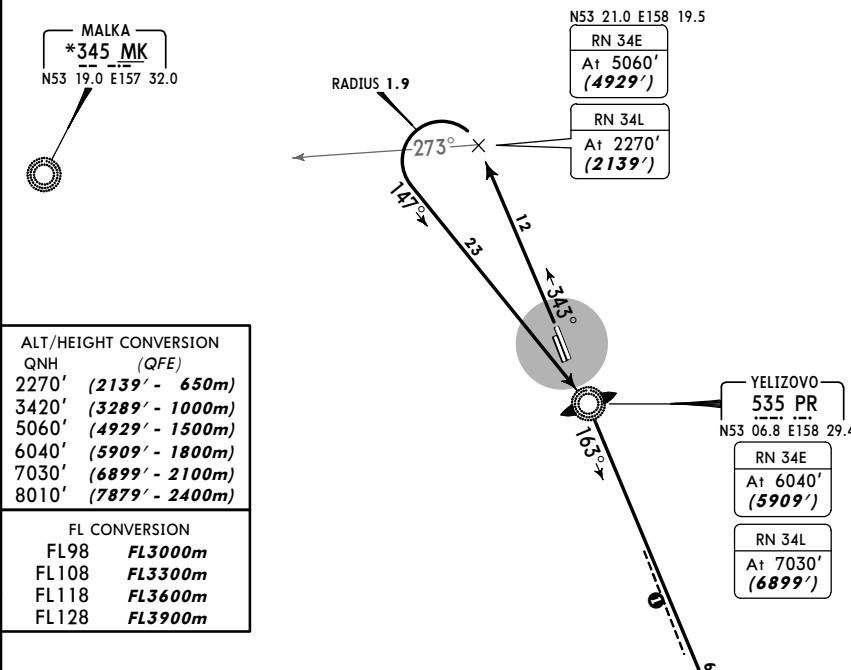 MALKA
*345 MK
N53 19.0 E157 32.0
RADIUS 1.9
273°
N53 21.0 E158 19.5
RN 34E
At 5060'
(4929')
RN 34L
At 2270'
(2139')
147°
23
12
343°
163°
YELIZOVO
535 PR
N53 06.8 E158 29.4
RN 34E
At 6040'
(5909')
RN 34L
At 7030'
(6899')
1
ALT/HEIGHT CONVERSION
QNH (QFE)
2270' (2139' - 650m)
3420' (3289' - 1000m)
5060' (4929' - 1500m)
6040' (5909' - 1800m)
7030' (6899' - 2100m)
8010' (7879' - 2400m)
FL CONVERSION
FL98 FL3000m
FL108 FL3300m
FL118 FL3600m
FL128 FL3900m